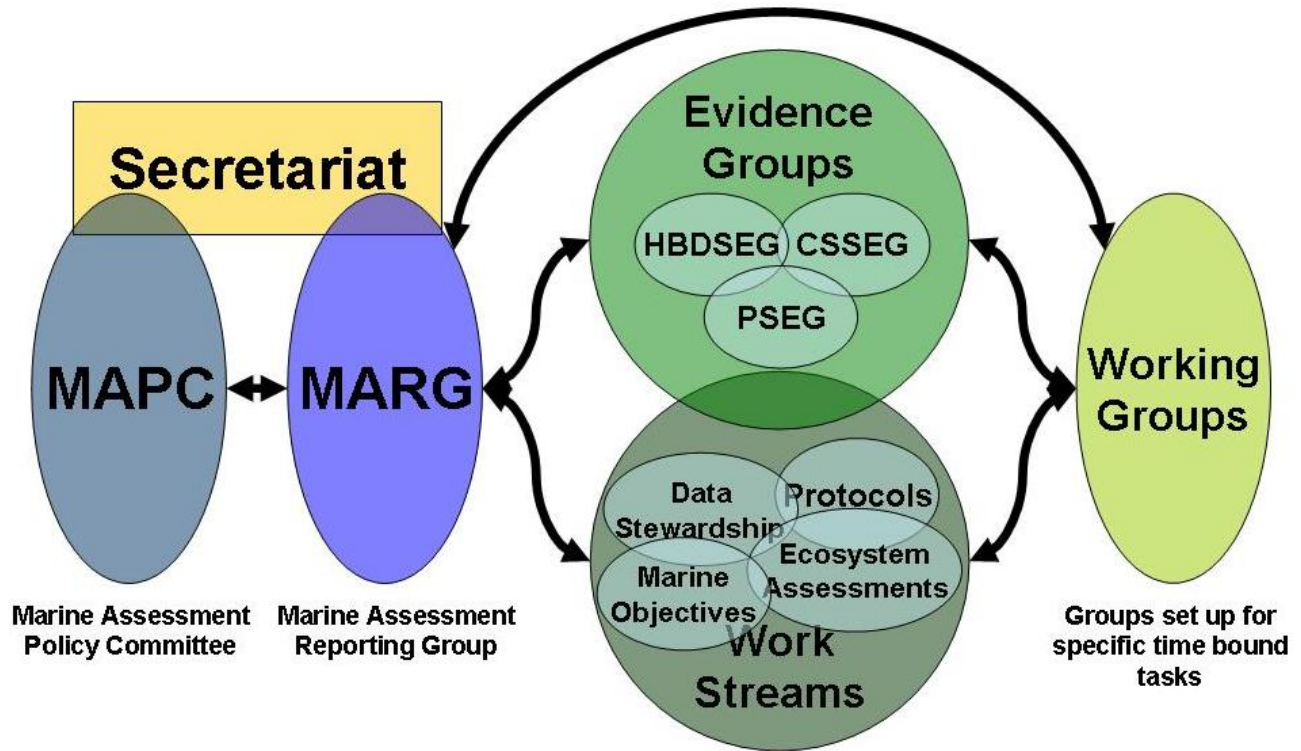 Secretariat
MAPC
MARG
Marine Assessment
Policy Committee
Marine Assessment
Reporting Group
Evidence
Groups
HBDSEG
CSSEG
PSEG
Data
Stewardship
Protocols
Marine
Objectives
Ecosystem
Assessments
Work
Streams
Working
Groups
Groups set up for
specific time bound
tasks